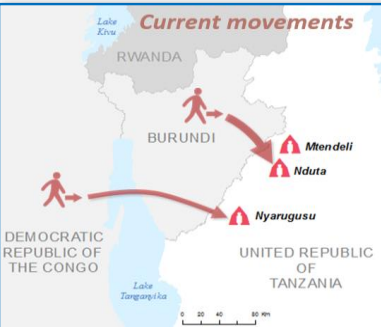 Current movements
Lake
Kivu
RWANDA
BURUNDI
Mtendeli
Nduta
Nyarugusu
DEMOCRATIC
REPUBLIC OF
THE CONGO
UNITED REPUBLIC
OF
TANZANIA
Lake
Tanganyika
0 20 40 80 Km